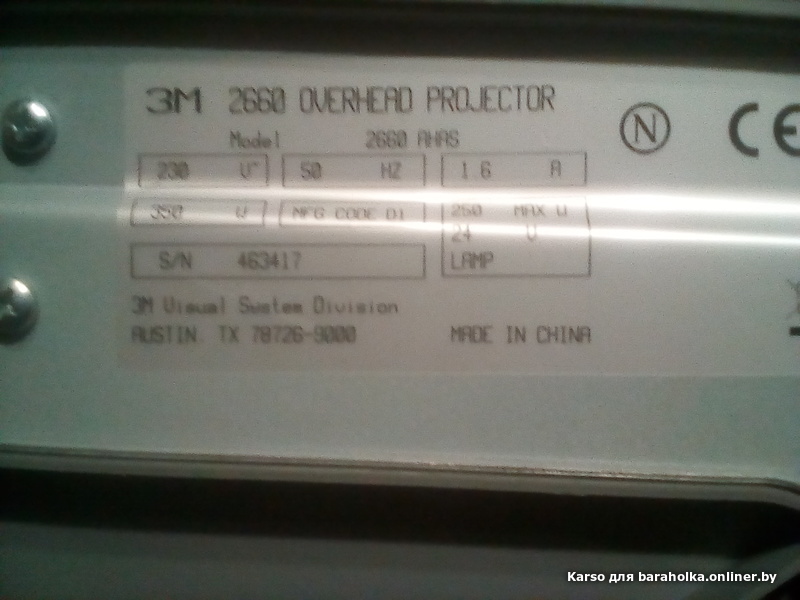 3M 2660 OVERHEAD PROJECTOR
Model 2660 AHAS
230 V~ 50 HZ 1 6 A
350 W MFG CODE D1 250 MAX W
24 V
S/N 463417 LAMP
3M Visual System Division
AUSTIN. TX 78726-9000 MADE IN CHINA
N
CE
Karso для baraholka.onliner.by